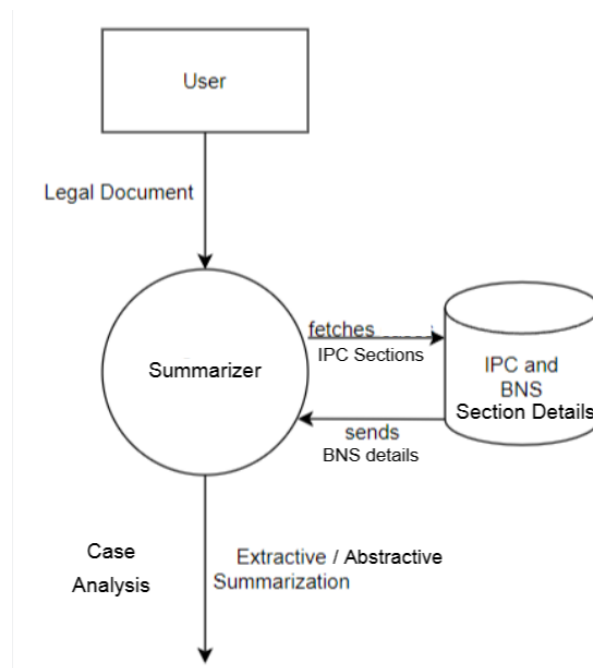 User
Legal Document
fetches
IPC Sections
Summarizer
IPC and
BNS
Section Details
sends
BNS details
Case
Analysis
Extractive / Abstractive
Summarization